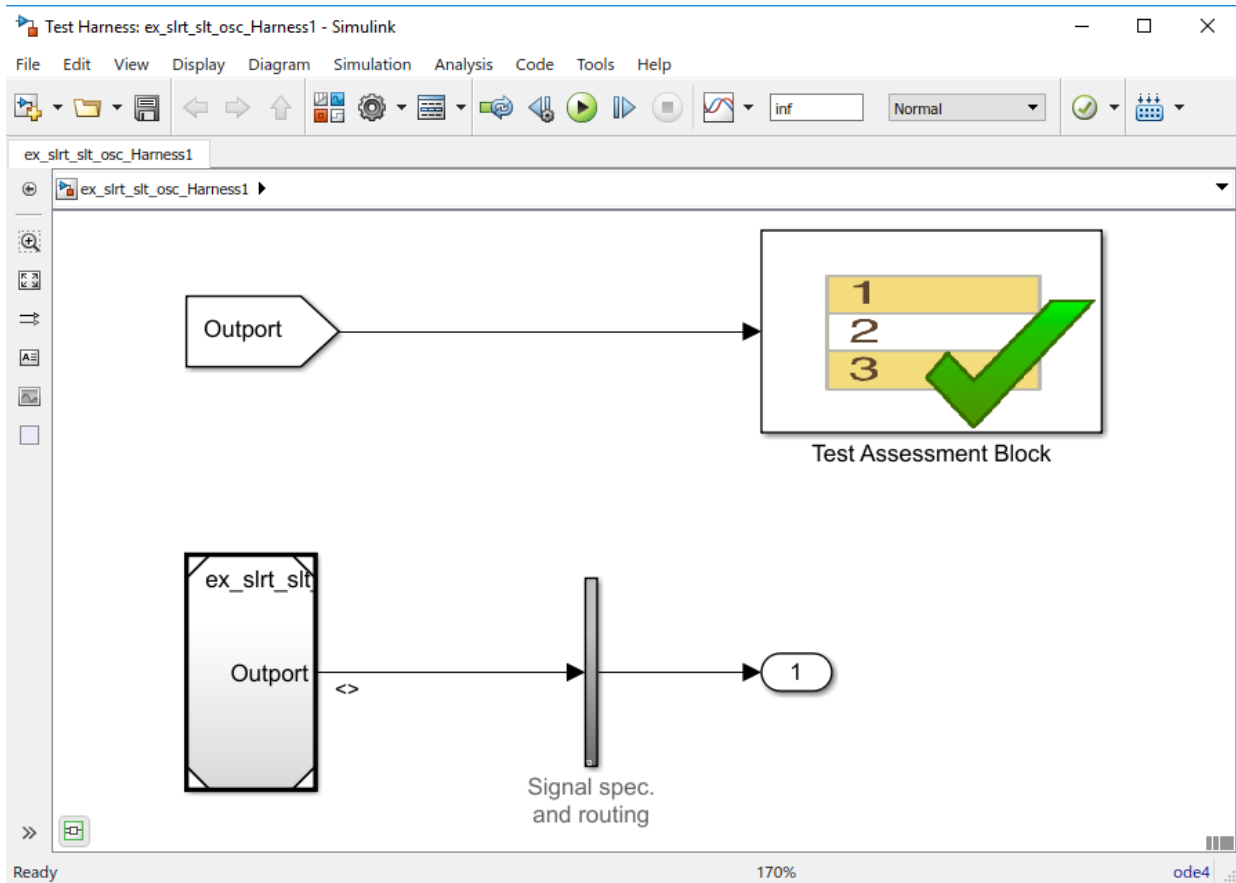 Test Harness: ex_slrt_slt_osc_Harness1 - Simulink
File Edit View Display Diagram Simulation Analysis Code Tools Help
inf Normal
ex_slrt_slt_osc_Harness1
ex_slrt_slt_osc_Harness1
1
Outport
2
3
Test Assessment Block
ex_slrt_slt
Outport
<>
1
Signal spec.
and routing
Ready 170% ode4